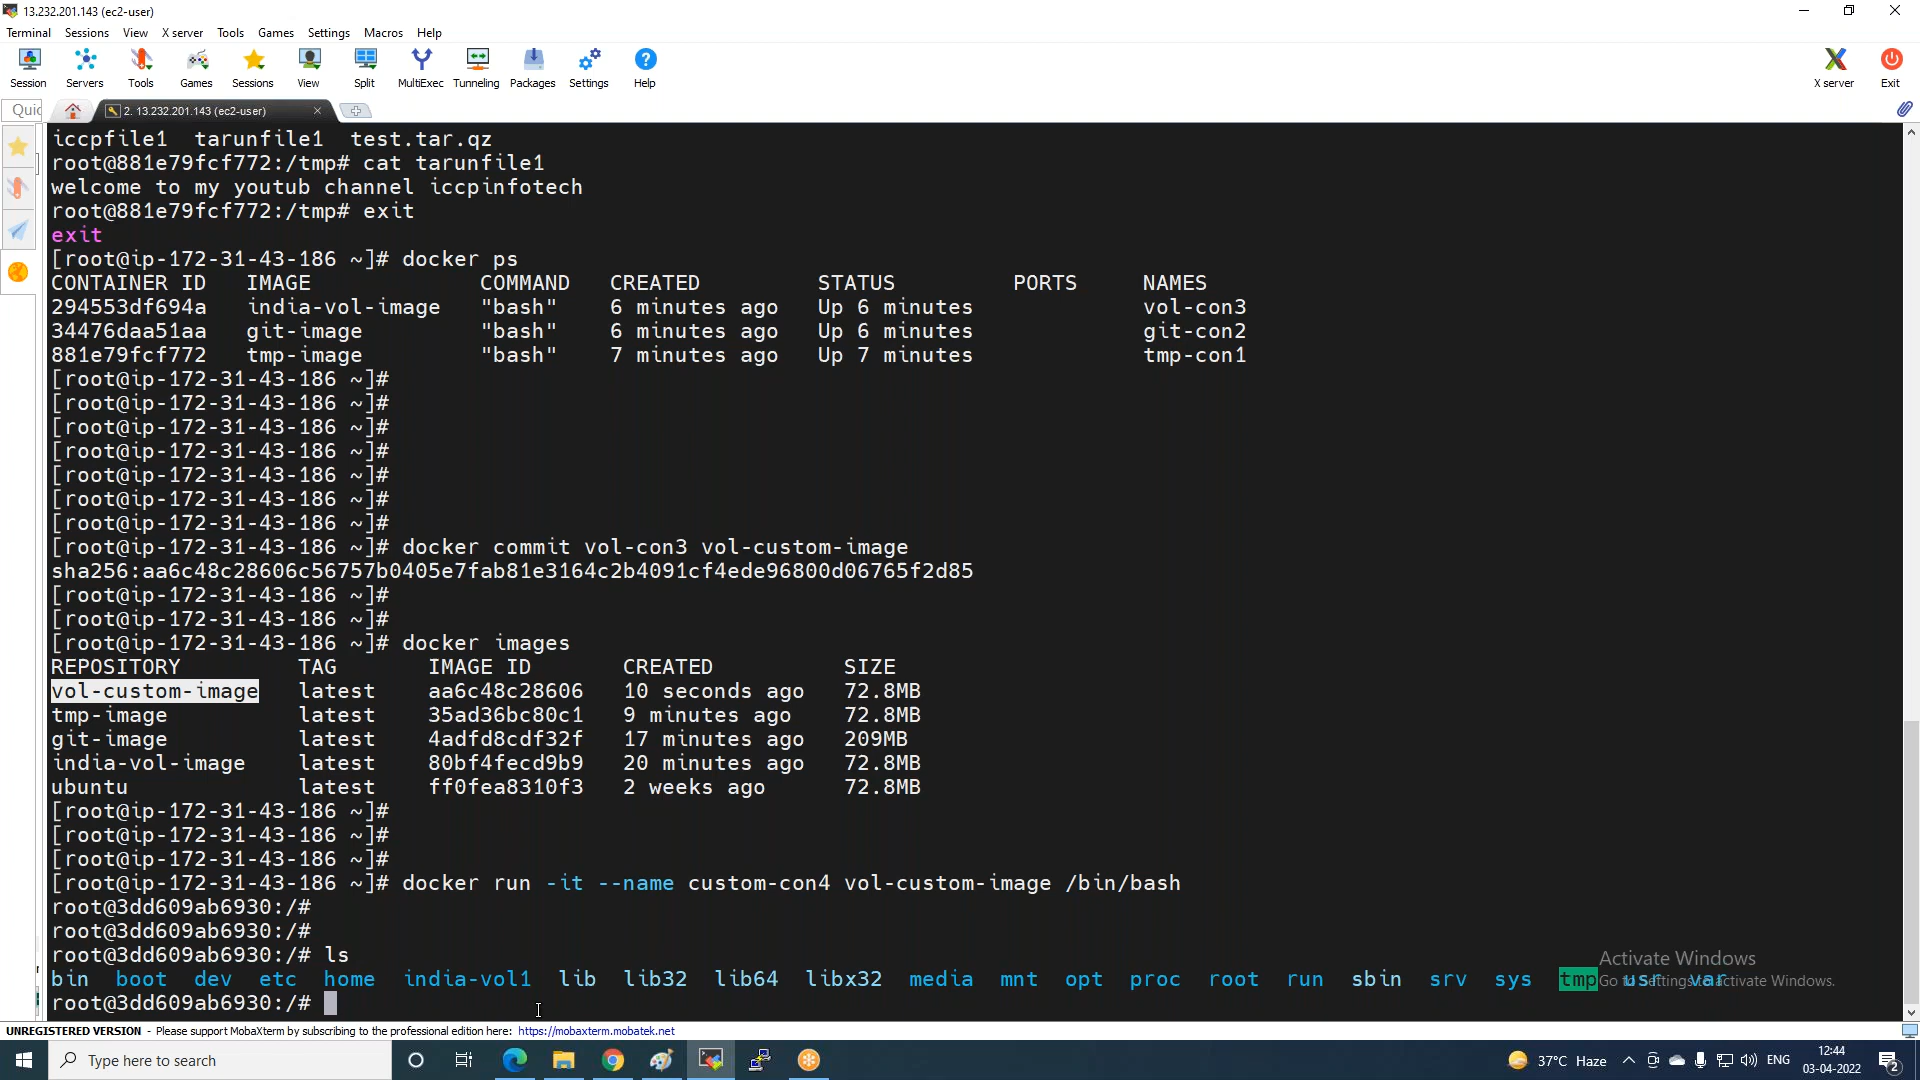 13.232.201.143 (ec2-user)
Terminal Sessions View X server Tools Games Settings Macros Help
Session Servers Tools Games Sessions View Split MultiExec Tunneling Packages Settings Help X server Exit
Quic 2. 13.232.201.143 (ec2-user)
iccpfile1 tarunfile1 test.tar.qz
root@881e79fcf772:/tmp# cat tarunfile1
welcome to my youtub channel iccpinfotech
root@881e79fcf772:/tmp# exit
exit
[root@ip-172-31-43-186 ~]# docker ps
CONTAINER ID IMAGE COMMAND CREATED STATUS PORTS NAMES
294553df694a india-vol-image "bash" 6 minutes ago Up 6 minutes vol-con3
34476daa51aa git-image "bash" 6 minutes ago Up 6 minutes git-con2
881e79fcf772 tmp-image "bash" 7 minutes ago Up 7 minutes tmp-con1
[root@ip-172-31-43-186 ~]#
[root@ip-172-31-43-186 ~]#
[root@ip-172-31-43-186 ~]#
[root@ip-172-31-43-186 ~]#
[root@ip-172-31-43-186 ~]#
[root@ip-172-31-43-186 ~]#
[root@ip-172-31-43-186 ~]#
[root@ip-172-31-43-186 ~]# docker commit vol-con3 vol-custom-image
sha256:aa6c48c28606c56757b0405e7fab81e3164c2b4091cf4ede96800d06765f2d85
[root@ip-172-31-43-186 ~]#
[root@ip-172-31-43-186 ~]#
[root@ip-172-31-43-186 ~]# docker images
REPOSITORY TAG IMAGE ID CREATED SIZE
vol-custom-image latest aa6c48c28606 10 seconds ago 72.8MB
tmp-image latest 35ad36bc80c1 9 minutes ago 72.8MB
git-image latest 4adfd8cdf32f 17 minutes ago 209MB
india-vol-image latest 80bf4fecd9b9 20 minutes ago 72.8MB
ubuntu latest ff0fea8310f3 2 weeks ago 72.8MB
[root@ip-172-31-43-186 ~]#
[root@ip-172-31-43-186 ~]#
[root@ip-172-31-43-186 ~]#
[root@ip-172-31-43-186 ~]# docker run -it --name custom-con4 vol-custom-image /bin/bash
root@3dd609ab6930:/#
root@3dd609ab6930:/#
root@3dd609ab6930:/# ls
bin boot dev etc home india-vol1 lib lib32 lib64 libx32 media mnt opt proc root run sbin srv sys tmp usr var
root@3dd609ab6930:/#
Activate Windows
Go to Settings to activate Windows.
UNREGISTERED VERSION - Please support MobaXterm by subscribing to the professional edition here: https://mobaxterm.mobatek.net
Type here to search
37°C Haze
ENG
12:44
03-04-2022
2